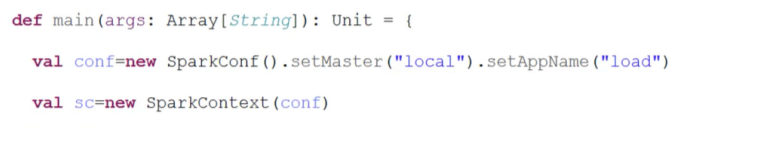 def main(args: Array[String]): Unit = {
val conf=new SparkConf().setMaster("local").setAppName("load")
val sc=new SparkContext(conf)